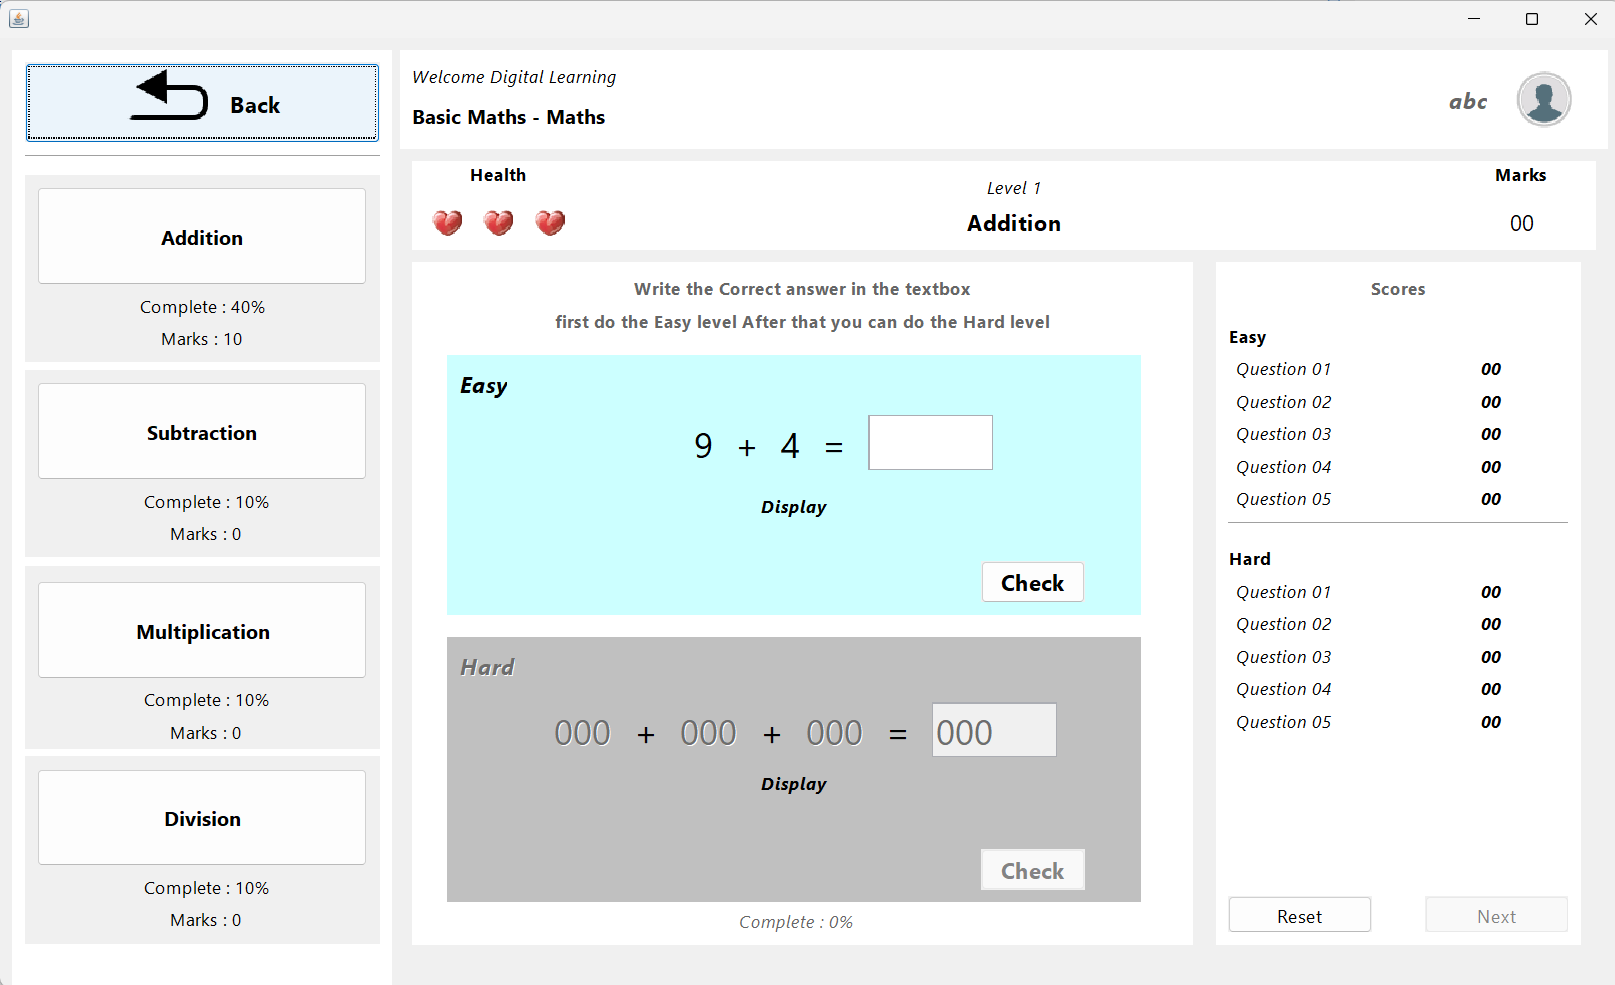 Back
Addition
Complete : 40%
Marks : 10
Subtraction
Complete : 10%
Marks : 0
Multiplication
Complete : 10%
Marks : 0
Division
Complete : 10%
Marks : 0
Welcome Digital Learning
Basic Maths - Maths
abc
Health
Level 1
Addition
Marks
00
Write the Correct answer in the textbox
first do the Easy level After that you can do the Hard level
Easy
9 + 4 =
Display
Check
Hard
000 + 000 + 000 = 000
Display
Check
Complete : 0%
Scores
Easy
Question 01 00
Question 02 00
Question 03 00
Question 04 00
Question 05 00
Hard
Question 01 00
Question 02 00
Question 03 00
Question 04 00
Question 05 00
Reset Next